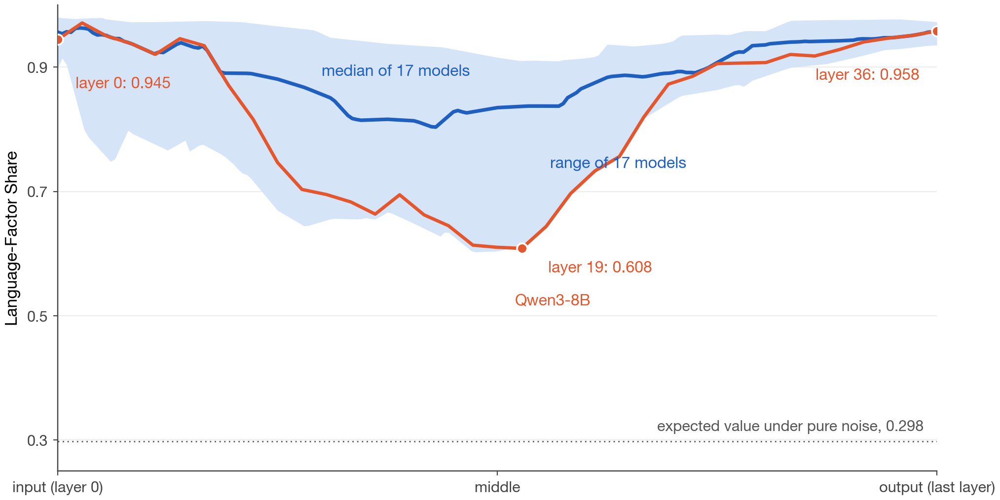 Language-Factor Share
0.9
0.7
0.5
0.3
median of 17 models
layer 0: 0.945
layer 36: 0.958
range of 17 models
layer 19: 0.608
Qwen3-8B
expected value under pure noise, 0.298
input (layer 0)
middle
output (last layer)